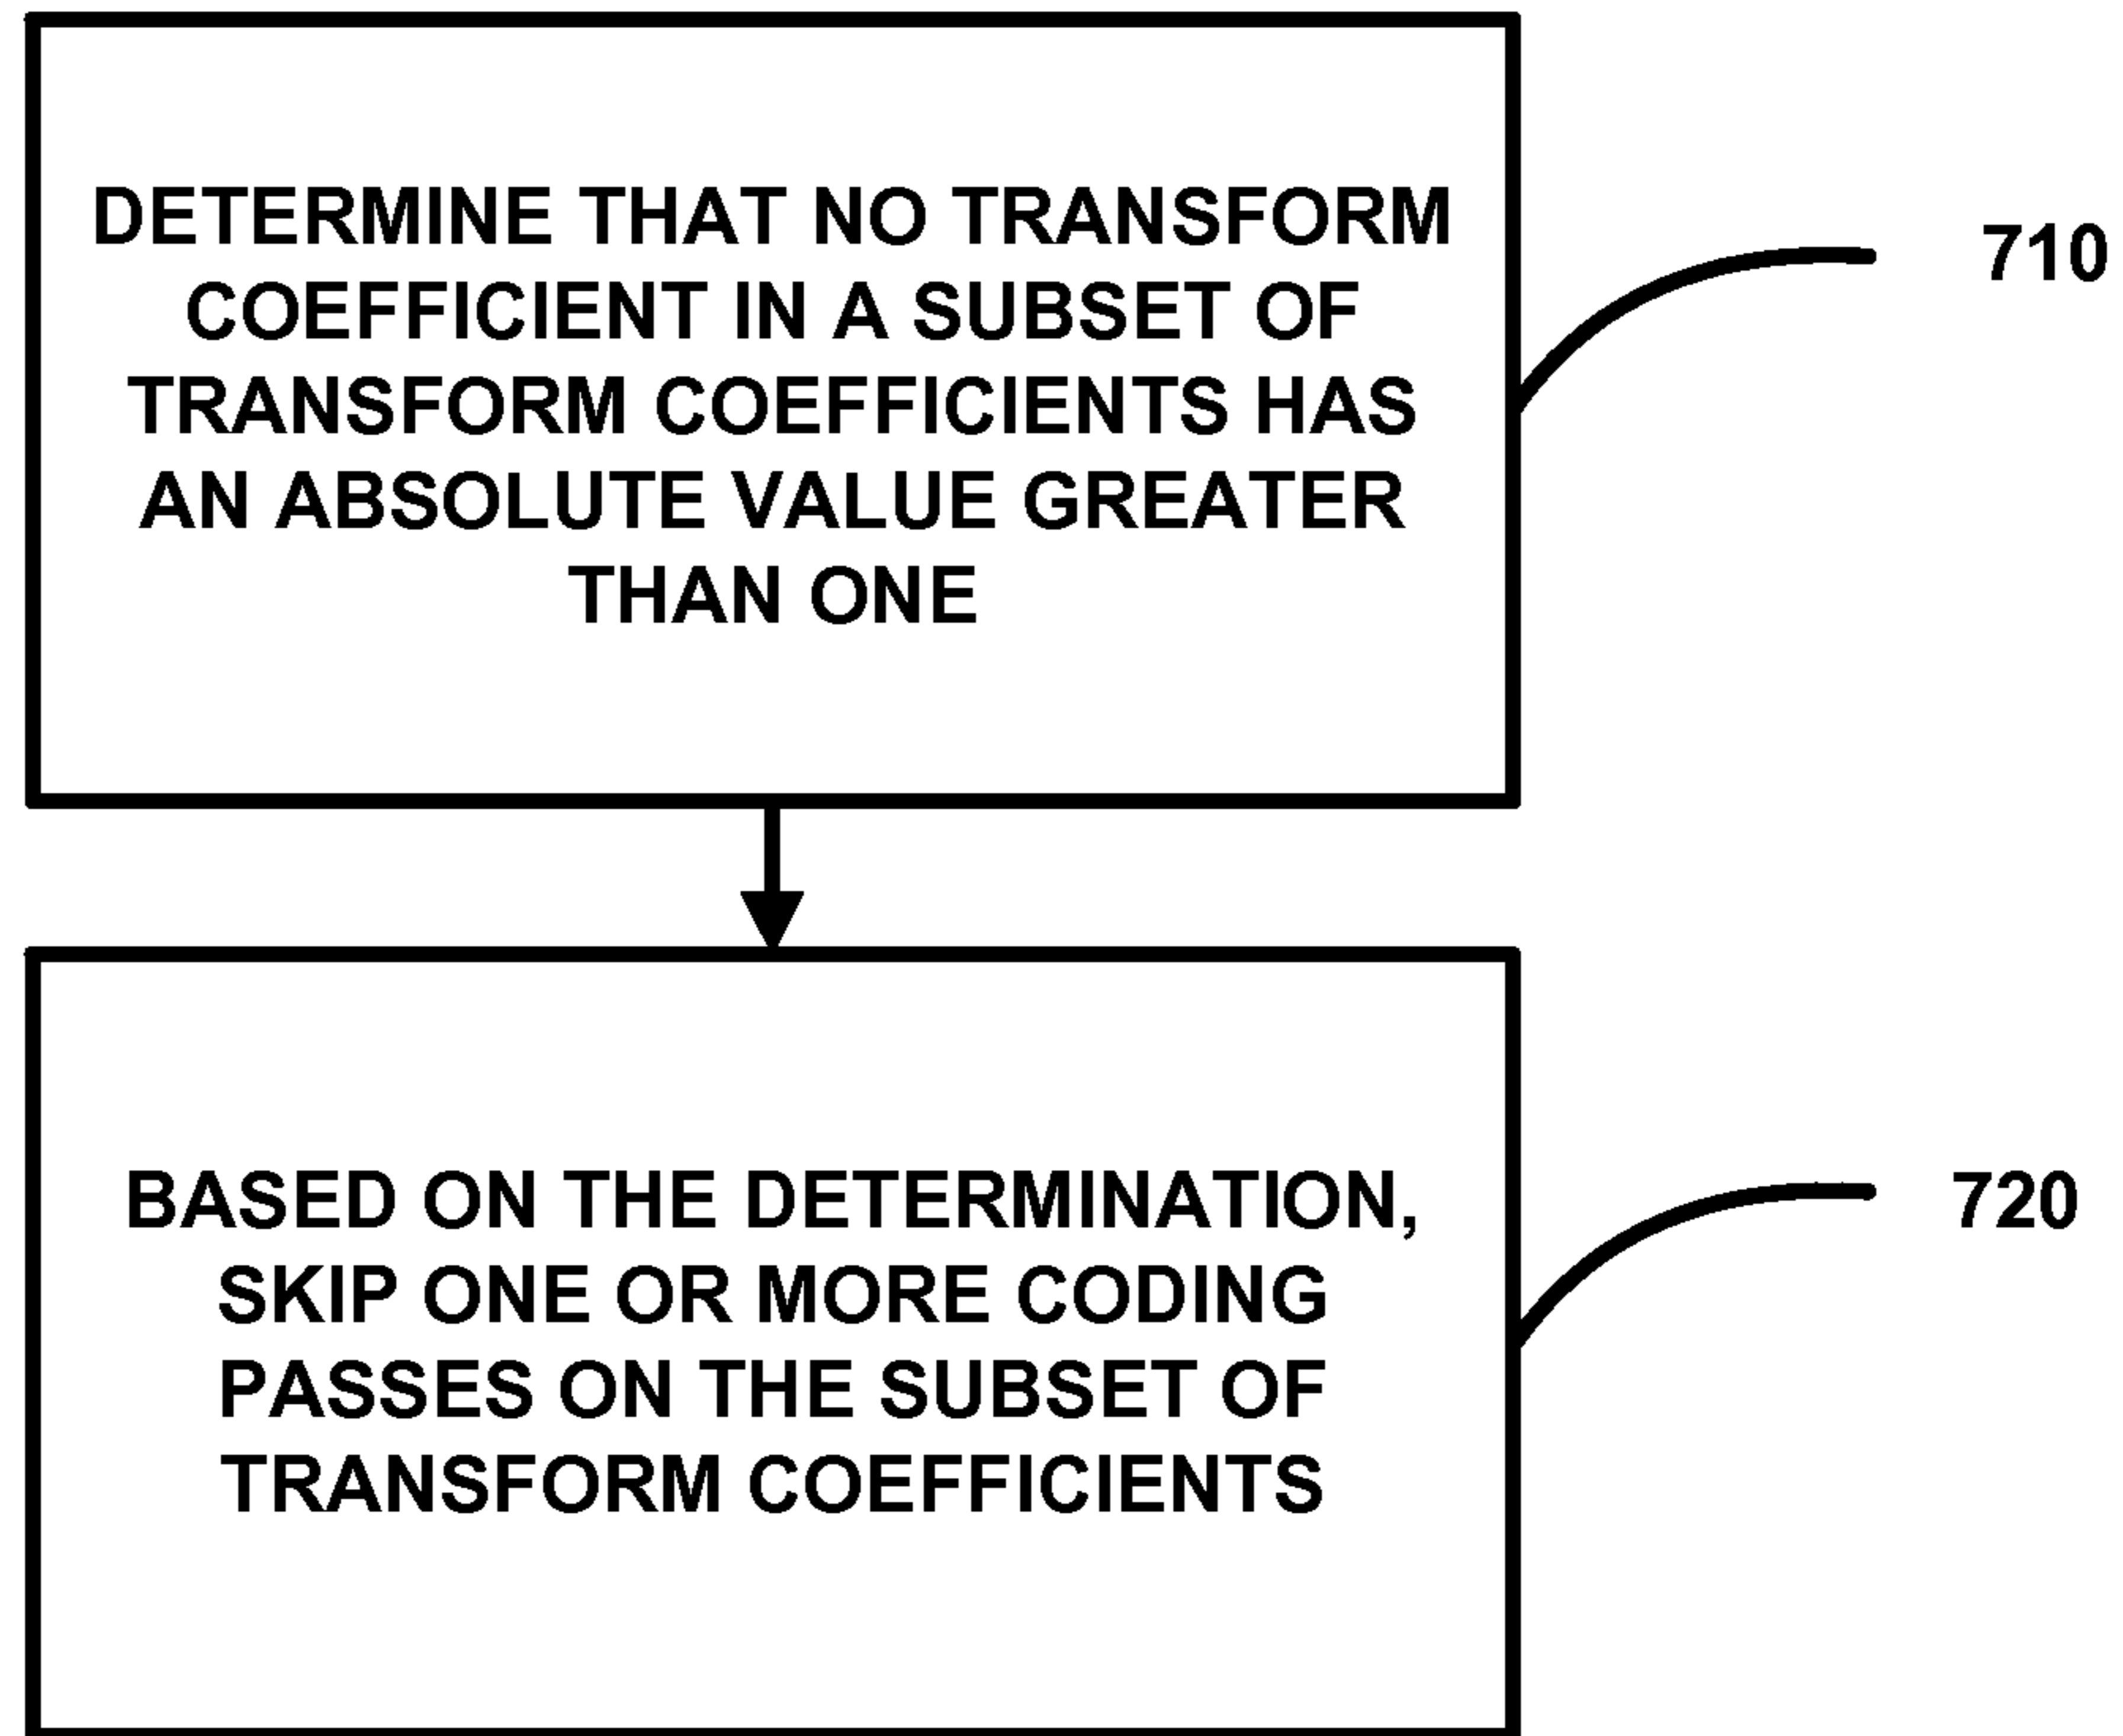 DETERMINE THAT NO TRANSFORM
COEFFICIENT IN A SUBSET OF
TRANSFORM COEFFICIENTS HAS
AN ABSOLUTE VALUE GREATER
THAN ONE
710
BASED ON THE DETERMINATION,
SKIP ONE OR MORE CODING
PASSES ON THE SUBSET OF
TRANSFORM COEFFICIENTS
720